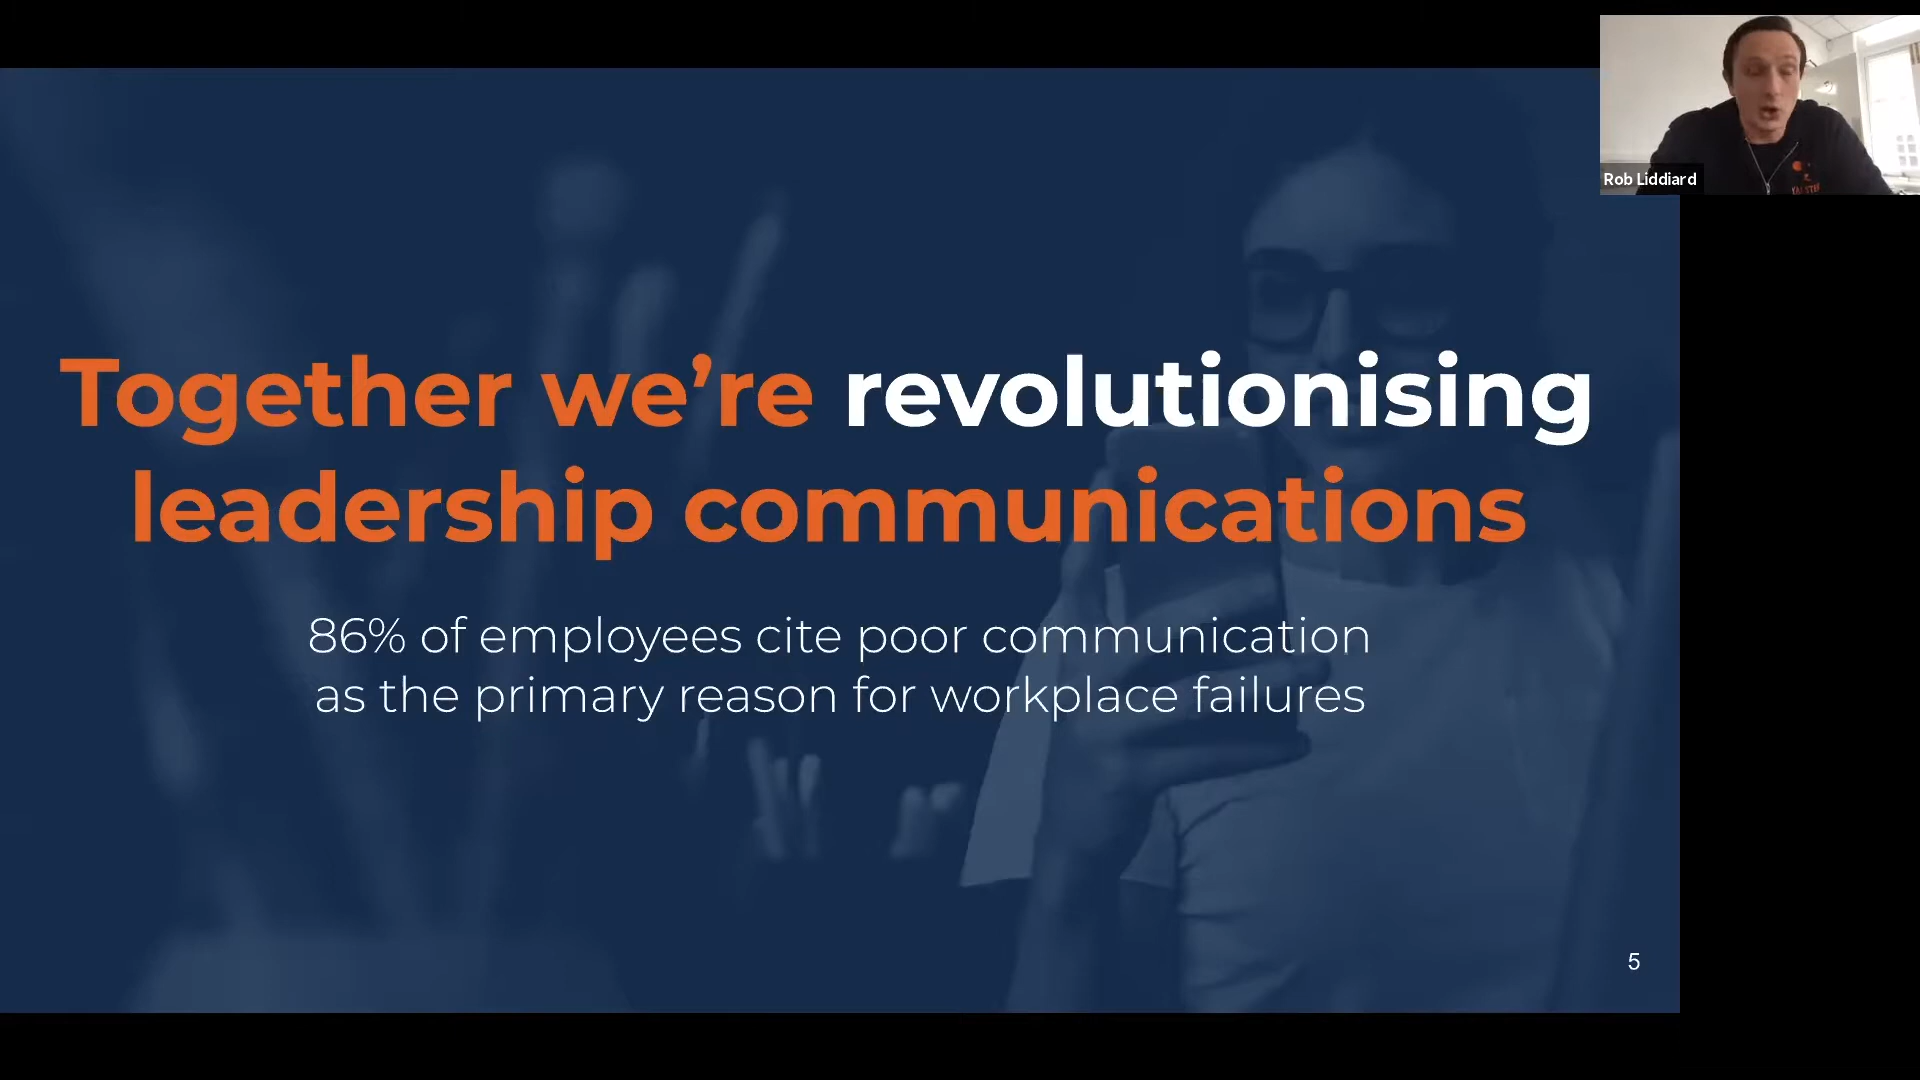 Rob Liddiard
Together we’re revolutionising
leadership communications
86% of employees cite poor communication
as the primary reason for workplace failures
5